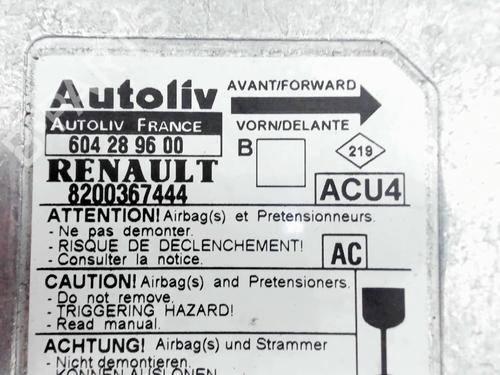 Autoliv
AVANT/FORWARD
AUTOLIV FRANCE
VORN/DELANTE
604 28 96 00
B
219
RENAULT
8200367444
ACU4
ATTENTION! Airbag(s) et Pretensionneurs.
- Ne pas demonter.
- RISQUE DE DECLENCHEMENT!
- Consulter la notice.
AC
CAUTION! Airbag(s) and Pretensioners.
- Do not remove.
- TRIGGERING HAZARD!
- Read manual.
ACHTUNG! Airbag(s) und Strammer
- Nicht demontieren.
- KÖNNEN AUSLÖSEN